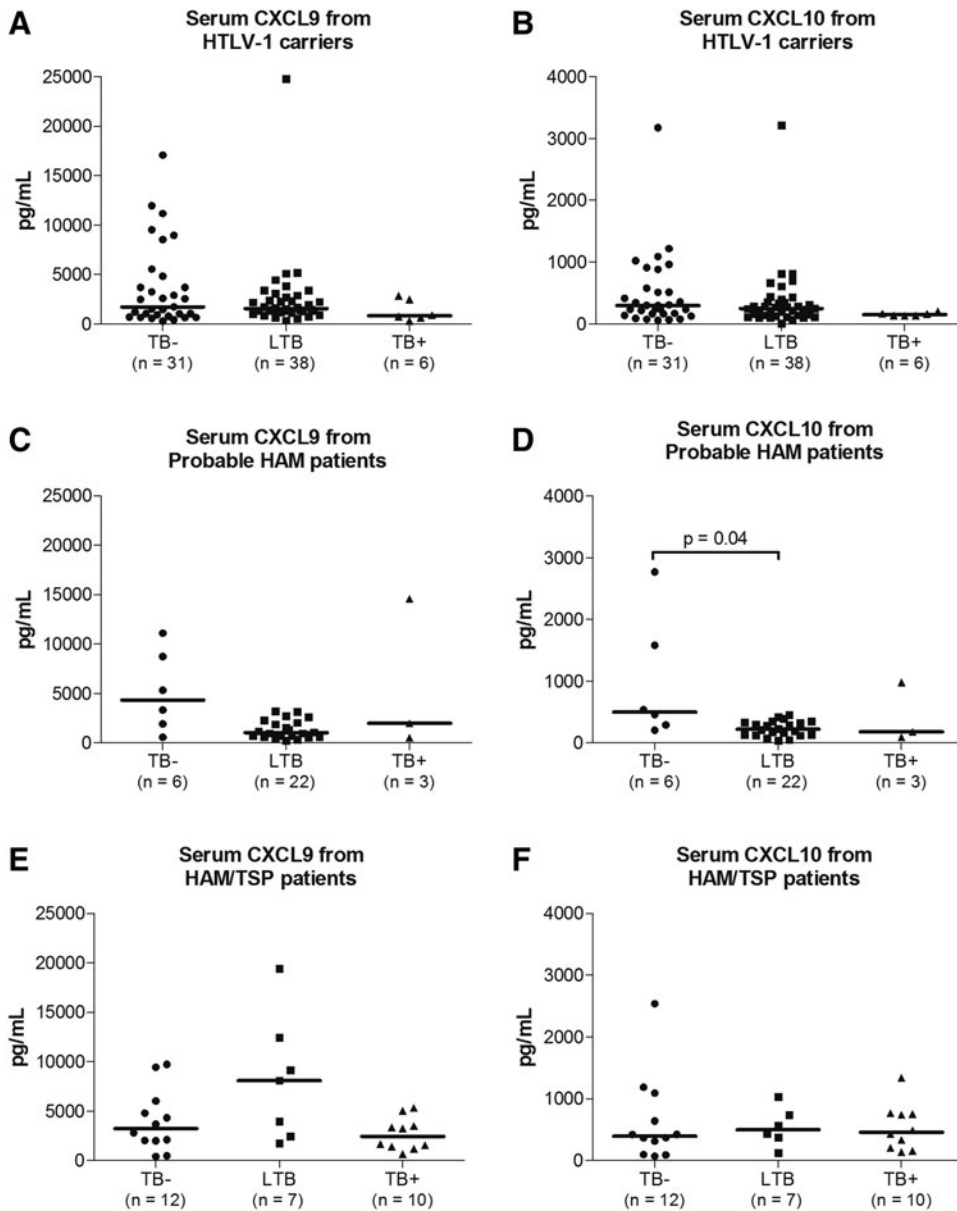 A
Serum CXCL9 from
HTLV-1 carriers
25000
20000
15000
10000
5000
0
pg/mL
TB- LTB TB+
(n = 31) (n = 38) (n = 6)
B
Serum CXCL10 from
HTLV-1 carriers
4000
3000
2000
1000
0
pg/mL
TB- LTB TB+
(n = 31) (n = 38) (n = 6)
C
Serum CXCL9 from
Probable HAM patients
25000
20000
15000
10000
5000
0
pg/mL
TB- LTB TB+
(n = 6) (n = 22) (n = 3)
D
Serum CXCL10 from
Probable HAM patients
4000
3000
2000
1000
0
pg/mL
p = 0.04
TB- LTB TB+
(n = 6) (n = 22) (n = 3)
E
Serum CXCL9 from
HAM/TSP patients
25000
20000
15000
10000
5000
0
pg/mL
TB- LTB TB+
(n = 12) (n = 7) (n = 10)
F
Serum CXCL10 from
HAM/TSP patients
4000
3000
2000
1000
0
pg/mL
TB- LTB TB+
(n = 12) (n = 7) (n = 10)